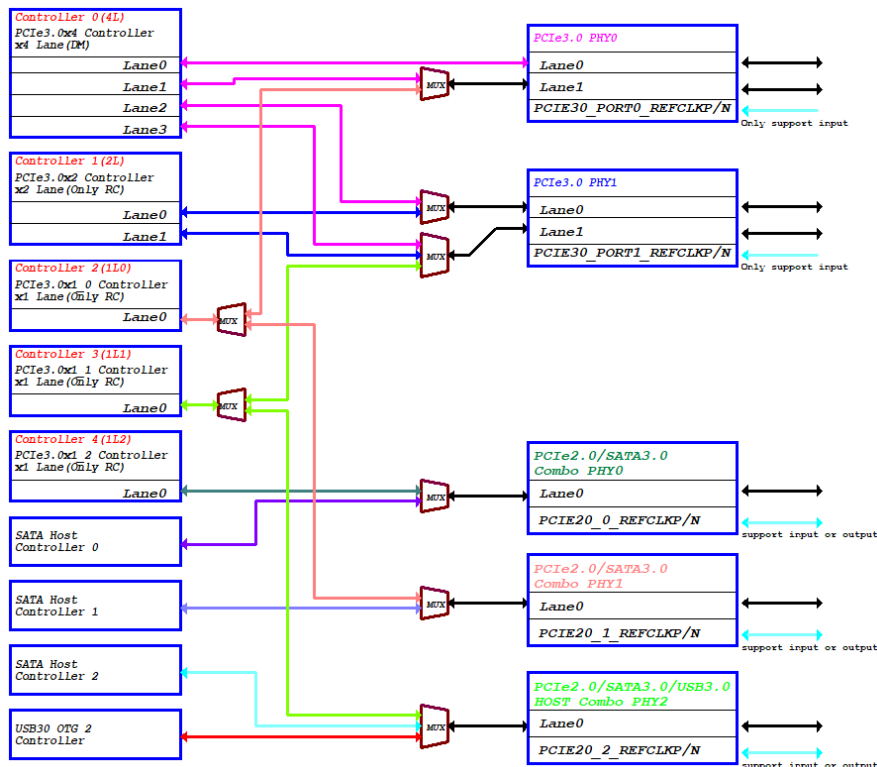 Controller 0(4L)
PCIe3.0x4 Controller
x4 Lane(DM)
Lane0
Lane1
Lane2
Lane3
Controller 1(2L)
PCIe3.0x2 Controller
x2 Lane(Only RC)
Lane0
Lane1
Controller 2(1L0)
PCIe3.0x1_0 Controller
x1 Lane(Only RC)
Lane0
Controller 3(1L1)
PCIe3.0x1_1 Controller
x1 Lane(Only RC)
Lane0
Controller 4(1L2)
PCIe3.0x1_2 Controller
x1 Lane(Only RC)
Lane0
SATA Host
Controller 0
SATA Host
Controller 1
SATA Host
Controller 2
USB30 OTG 2
Controller
MUX
MUX
MUX
MUX
MUX
MUX
MUX
MUX
PCIe3.0 PHY0
Lane0
Lane1
PCIE30_PORT0_REFCLKP/N
Only support input
PCIe3.0 PHY1
Lane0
Lane1
PCIE30_PORT1_REFCLKP/N
Only support input
PCIe2.0/SATA3.0
Combo PHY0
Lane0
PCIE20_0_REFCLKP/N
support input or output
PCIe2.0/SATA3.0
Combo PHY1
Lane0
PCIE20_1_REFCLKP/N
support input or output
PCIe2.0/SATA3.0/USB3.0
HOST Combo PHY2
Lane0
PCIE20_2_REFCLKP/N
support input or output